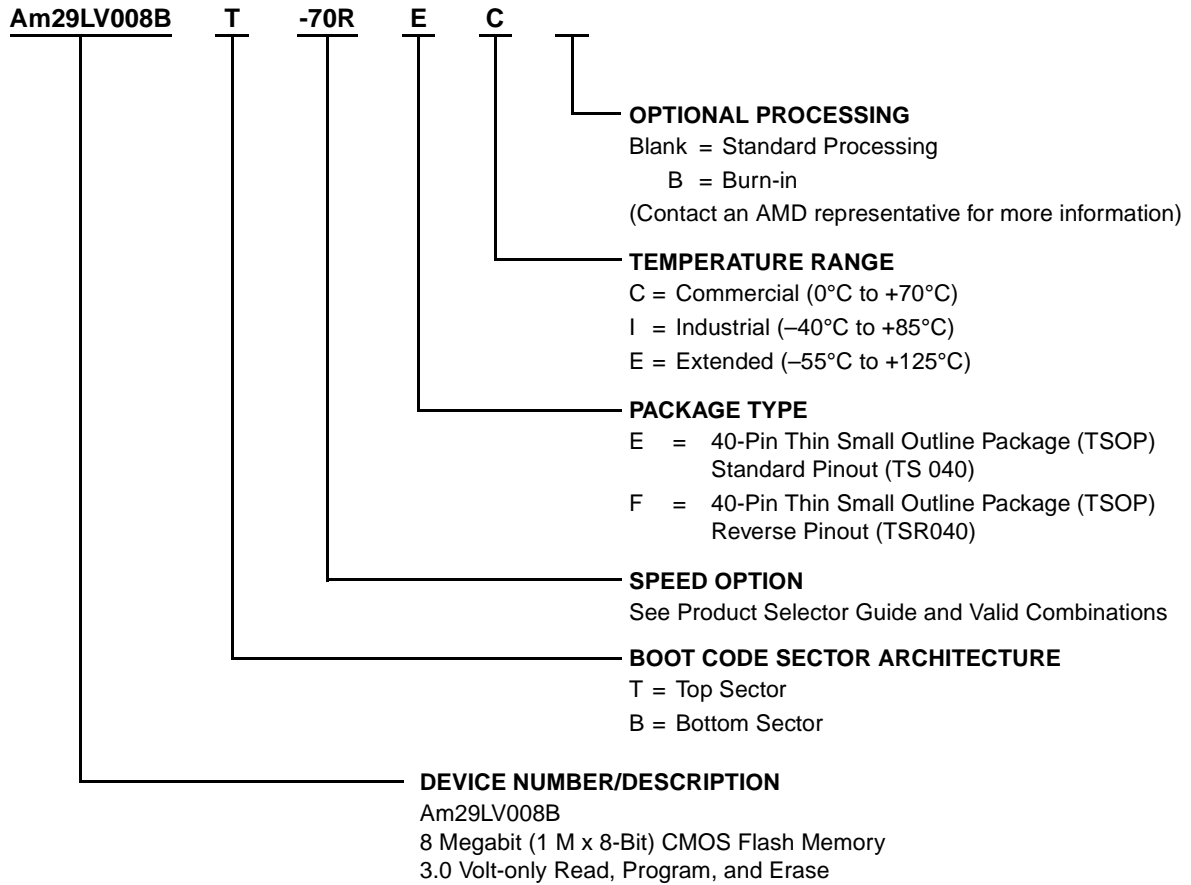 Am29LV008B T -70R E C
OPTIONAL PROCESSING
Blank = Standard Processing
B = Burn-in
(Contact an AMD representative for more information)
TEMPERATURE RANGE
C = Commercial (0°C to +70°C)
I = Industrial (–40°C to +85°C)
E = Extended (–55°C to +125°C)
PACKAGE TYPE
E = 40-Pin Thin Small Outline Package (TSOP)
Standard Pinout (TS 040)
F = 40-Pin Thin Small Outline Package (TSOP)
Reverse Pinout (TSR040)
SPEED OPTION
See Product Selector Guide and Valid Combinations
BOOT CODE SECTOR ARCHITECTURE
T = Top Sector
B = Bottom Sector
DEVICE NUMBER/DESCRIPTION
Am29LV008B
8 Megabit (1 M x 8-Bit) CMOS Flash Memory
3.0 Volt-only Read, Program, and Erase